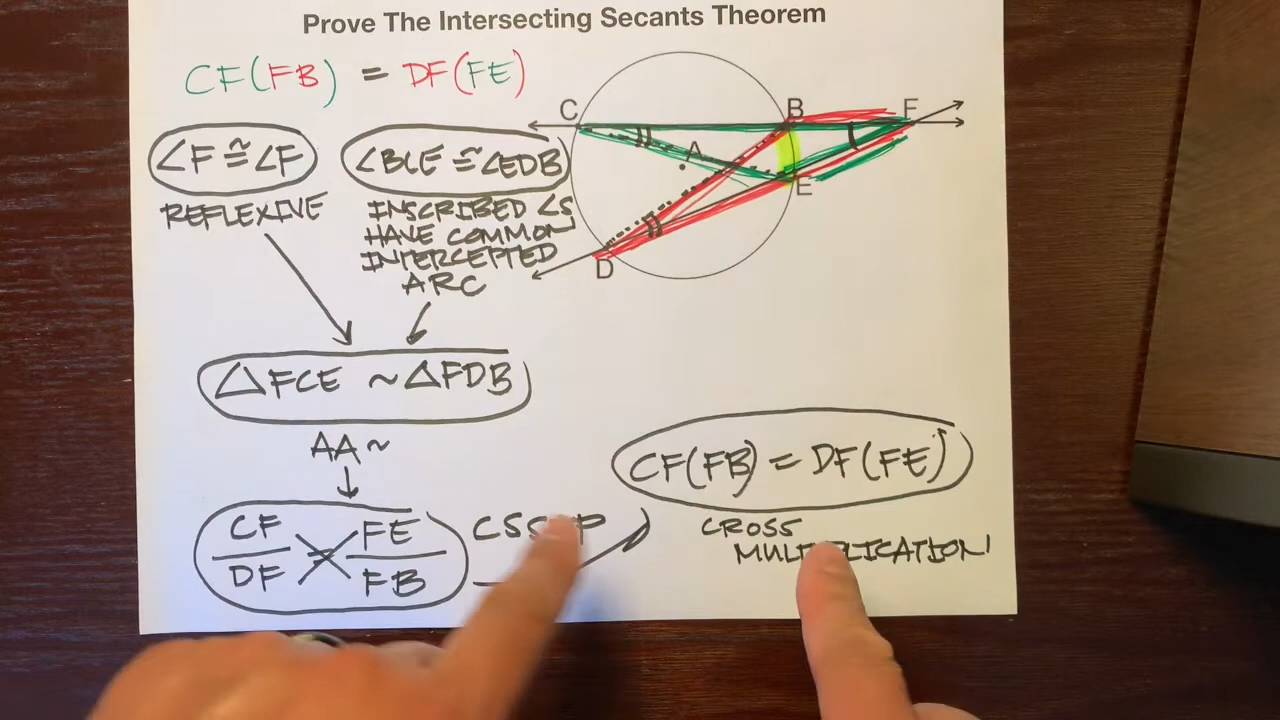 Prove The Intersecting Secants Theorem
CF(FB) = DF(FE)
C
B
F
A
E
D
∠F ≅ ∠F
REFLEXIVE
∠BCE ≅ ∠EDB
INSCRIBED ∠S
HAVE COMMON
INTERCEPTED
ARC
△FCE ~ △FDB
AA ~
CF/DF = FE/FB
CF(FB) = DF(FE)
CROSS